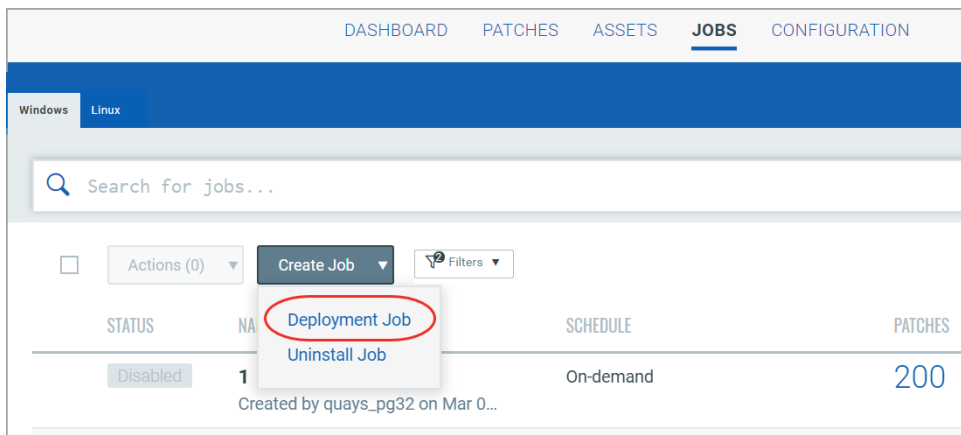 DASHBOARD PATCHES ASSETS JOBS CONFIGURATION
Windows Linux
Search for jobs...
Actions (0) Create Job 2 Filters
Deployment Job
STATUS NA SCHEDULE PATCHES
Uninstall Job
Disabled 1 On-demand 200
Created by quays_pg32 on Mar 0...